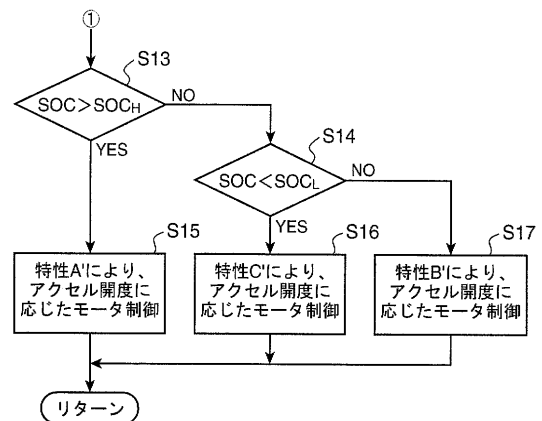 ①
S13
SOC>SOCH
NO
YES
S14
SOC<SOCL
NO
YES
S15
特性A'により、
アクセル開度に
応じたモータ制御
S16
特性C'により、
アクセル開度に
応じたモータ制御
S17
特性B'により、
アクセル開度に
応じたモータ制御
リターン